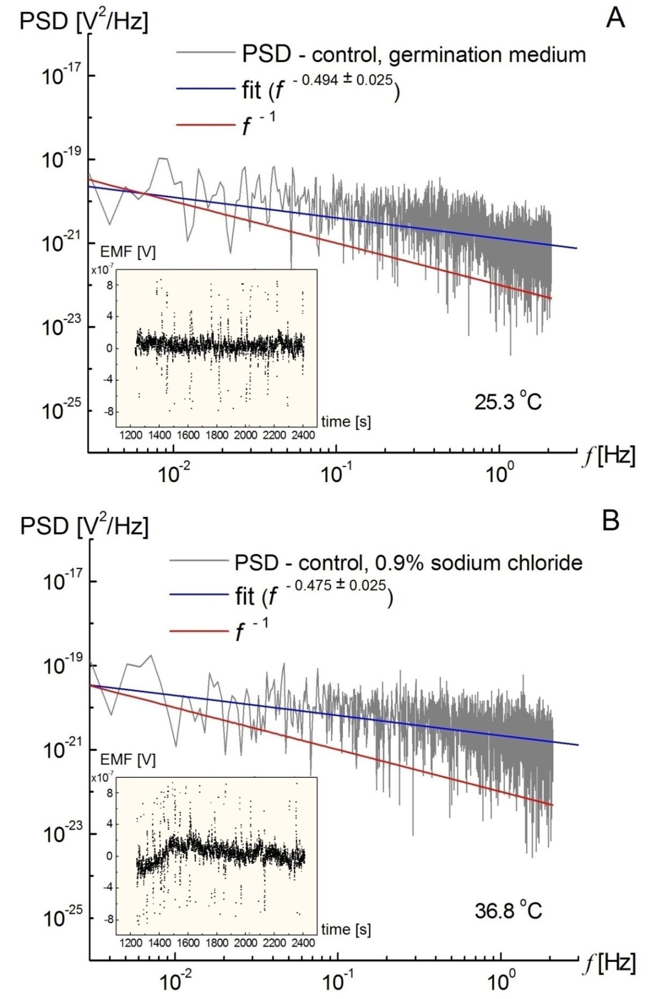 PSD [V²/Hz]
A
PSD - control, germination medium
fit (f ^- 0.494 ± 0.025)
f ^- 1
10^-17
10^-19
10^-21
10^-23
10^-25
EMF [V]
x10^-7
8
4
0
-4
-8
1200 1400 1600 1800 2000 2200 2400
time [s]
25.3 °C
10^-2 10^-1 10^0
f [Hz]
PSD [V²/Hz]
B
PSD - control, 0.9% sodium chloride
fit (f ^- 0.475 ± 0.025)
f ^- 1
10^-17
10^-19
10^-21
10^-23
10^-25
EMF [V]
x10^-7
8
4
0
-4
-8
1200 1400 1600 1800 2000 2200 2400
time [s]
36.8 °C
10^-2 10^-1 10^0
f [Hz]